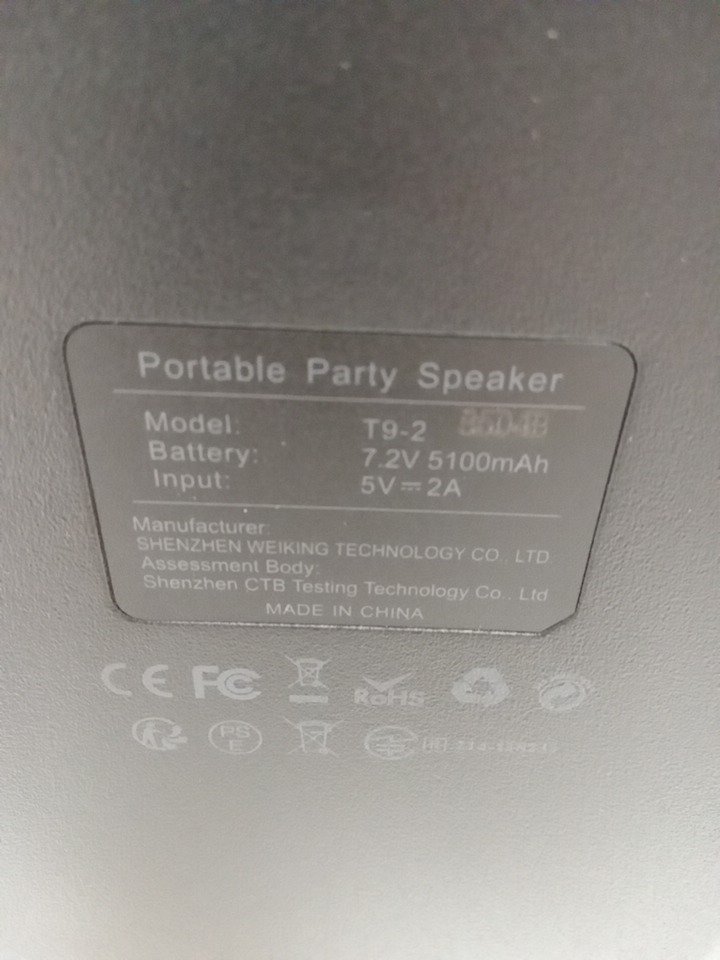 Portable Party Speaker
Model: T9-2
Battery: 7.2V 5100mAh
Input: 5V⎓2A
Manufacturer:
SHENZHEN WEIKING TECHNOLOGY CO., LTD
Assessment Body:
Shenzhen CTB Testing Technology Co., Ltd
MADE IN CHINA
CE FC RoHS
PSE